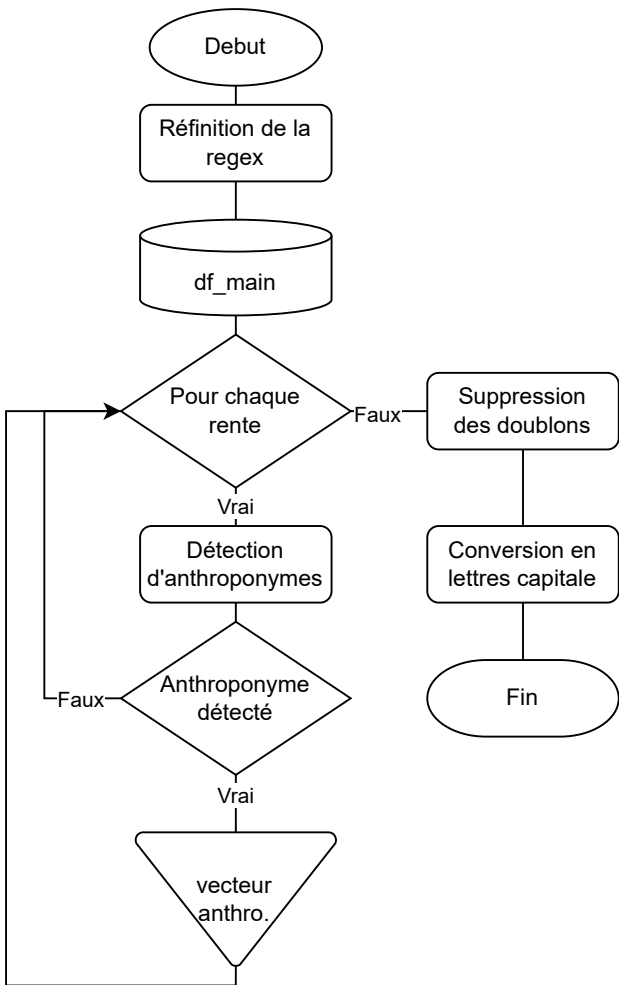 Debut
Réfinition de la
regex
df_main
Pour chaque
rente
Faux
Suppression
des doublons
Vrai
Détection
d'anthroponymes
Conversion en
lettres capitale
Anthroponyme
détecté
Faux
Fin
Vrai
vecteur
anthro.